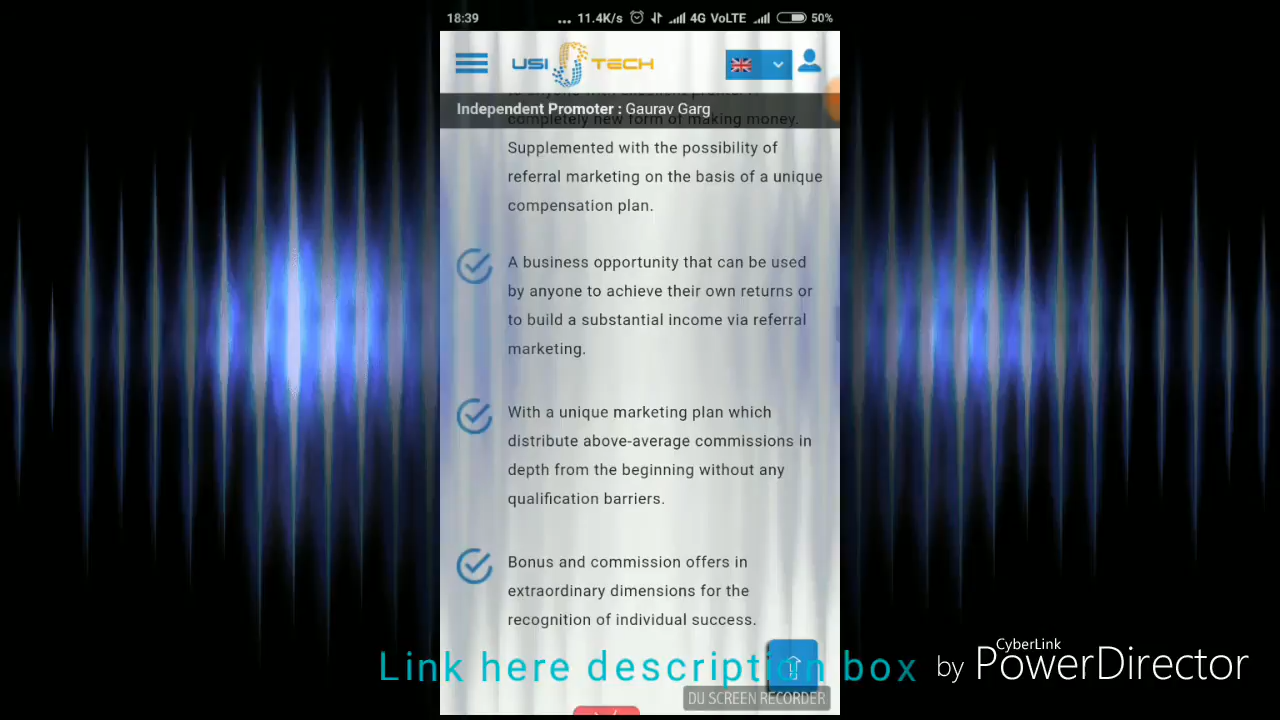 18:39
... 11.4K/s 4G VoLTE 50%
USI TECH
Independent Promoter : Gaurav Garg
completely new form of making money.
Supplemented with the possibility of
referral marketing on the basis of a unique
compensation plan.
A business opportunity that can be used
by anyone to achieve their own returns or
to build a substantial income via referral
marketing.
With a unique marketing plan which
distribute above-average commissions in
depth from the beginning without any
qualification barriers.
Bonus and commission offers in
extraordinary dimensions for the
recognition of individual success.
Link here description box
by CyberLink PowerDirector
DU SCREEN RECORDER